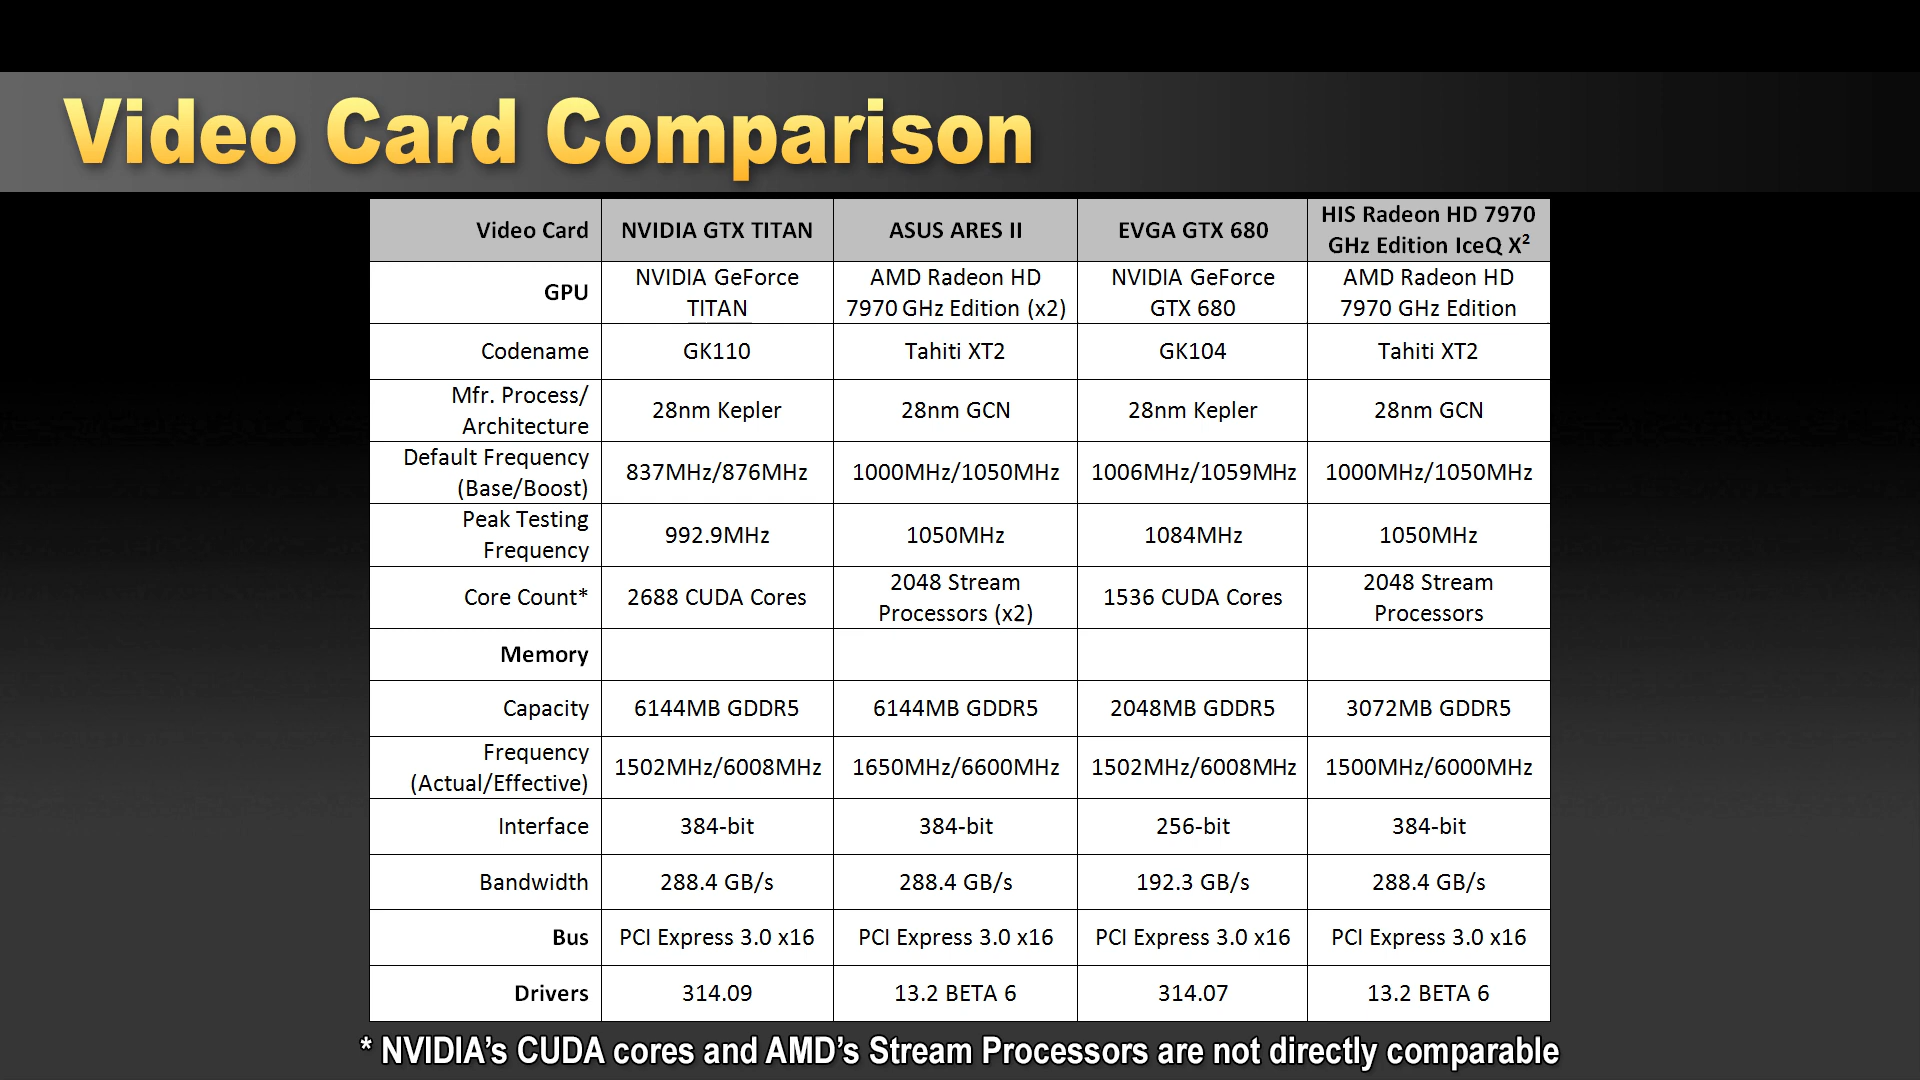 Video Card Comparison
Video Card NVIDIA GTX TITAN ASUS ARES II EVGA GTX 680 HIS Radeon HD 7970 GHz Edition IceQ X²
GPU NVIDIA GeForce TITAN AMD Radeon HD 7970 GHz Edition (x2) NVIDIA GeForce GTX 680 AMD Radeon HD 7970 GHz Edition
Codename GK110 Tahiti XT2 GK104 Tahiti XT2
Mfr. Process/ Architecture 28nm Kepler 28nm GCN 28nm Kepler 28nm GCN
Default Frequency (Base/Boost) 837MHz/876MHz 1000MHz/1050MHz 1006MHz/1059MHz 1000MHz/1050MHz
Peak Testing Frequency 992.9MHz 1050MHz 1084MHz 1050MHz
Core Count* 2688 CUDA Cores 2048 Stream Processors (x2) 1536 CUDA Cores 2048 Stream Processors
Memory
Capacity 6144MB GDDR5 6144MB GDDR5 2048MB GDDR5 3072MB GDDR5
Frequency (Actual/Effective) 1502MHz/6008MHz 1650MHz/6600MHz 1502MHz/6008MHz 1500MHz/6000MHz
Interface 384-bit 384-bit 256-bit 384-bit
Bandwidth 288.4 GB/s 288.4 GB/s 192.3 GB/s 288.4 GB/s
Bus PCI Express 3.0 x16 PCI Express 3.0 x16 PCI Express 3.0 x16 PCI Express 3.0 x16
Drivers 314.09 13.2 BETA 6 314.07 13.2 BETA 6
* NVIDIA's CUDA cores and AMD's Stream Processors are not directly comparable